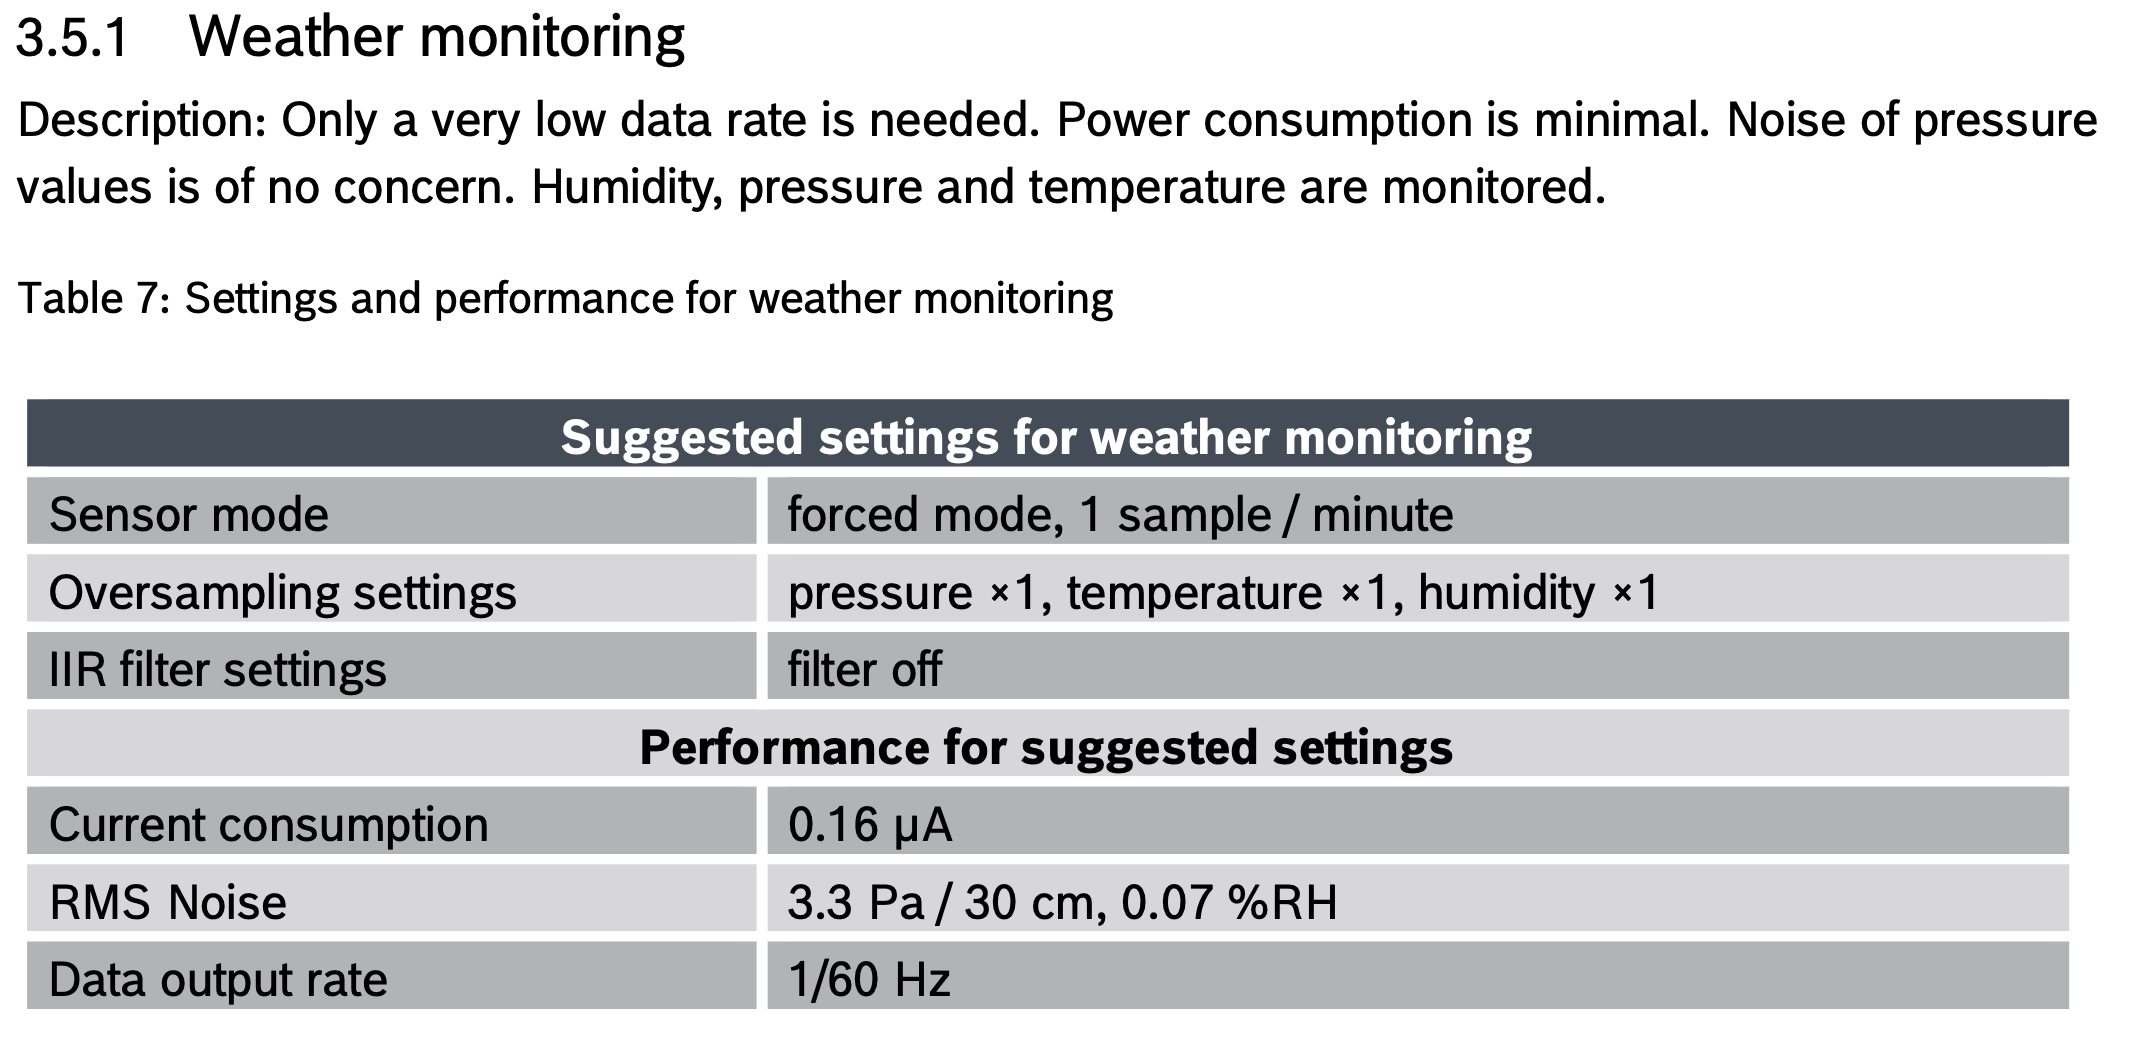 3.5.1 Weather monitoring
Description: Only a very low data rate is needed. Power consumption is minimal. Noise of pressure
values is of no concern. Humidity, pressure and temperature are monitored.
Table 7: Settings and performance for weather monitoring
Suggested settings for weather monitoring
Sensor mode forced mode, 1 sample / minute
Oversampling settings pressure ×1, temperature ×1, humidity ×1
IIR filter settings filter off
Performance for suggested settings
Current consumption 0.16 µA
RMS Noise 3.3 Pa / 30 cm, 0.07 %RH
Data output rate 1/60 Hz